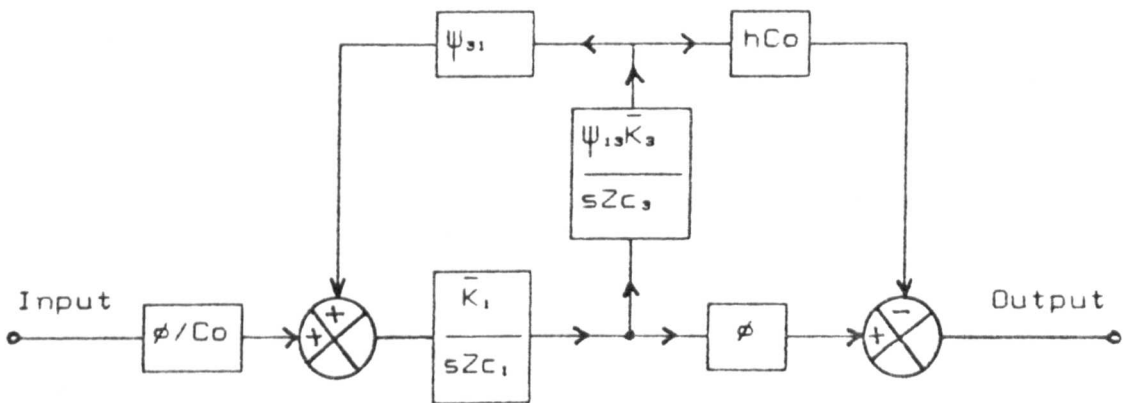 ψ₃₁
hCo
ψ₁₃K̄₃
sZc₃
Input
ø/Co
+
+
K̄₁
sZc₁
ø
+
−
Output